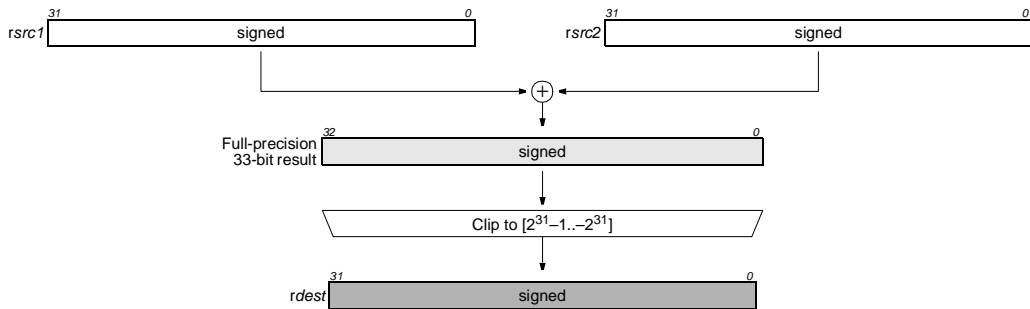 31 0 31 0
rsrc1 signed rsrc2 signed
+
32 0
Full-precision
33-bit result signed
Clip to [2³¹–1..–2³¹]
31 0
rdest signed